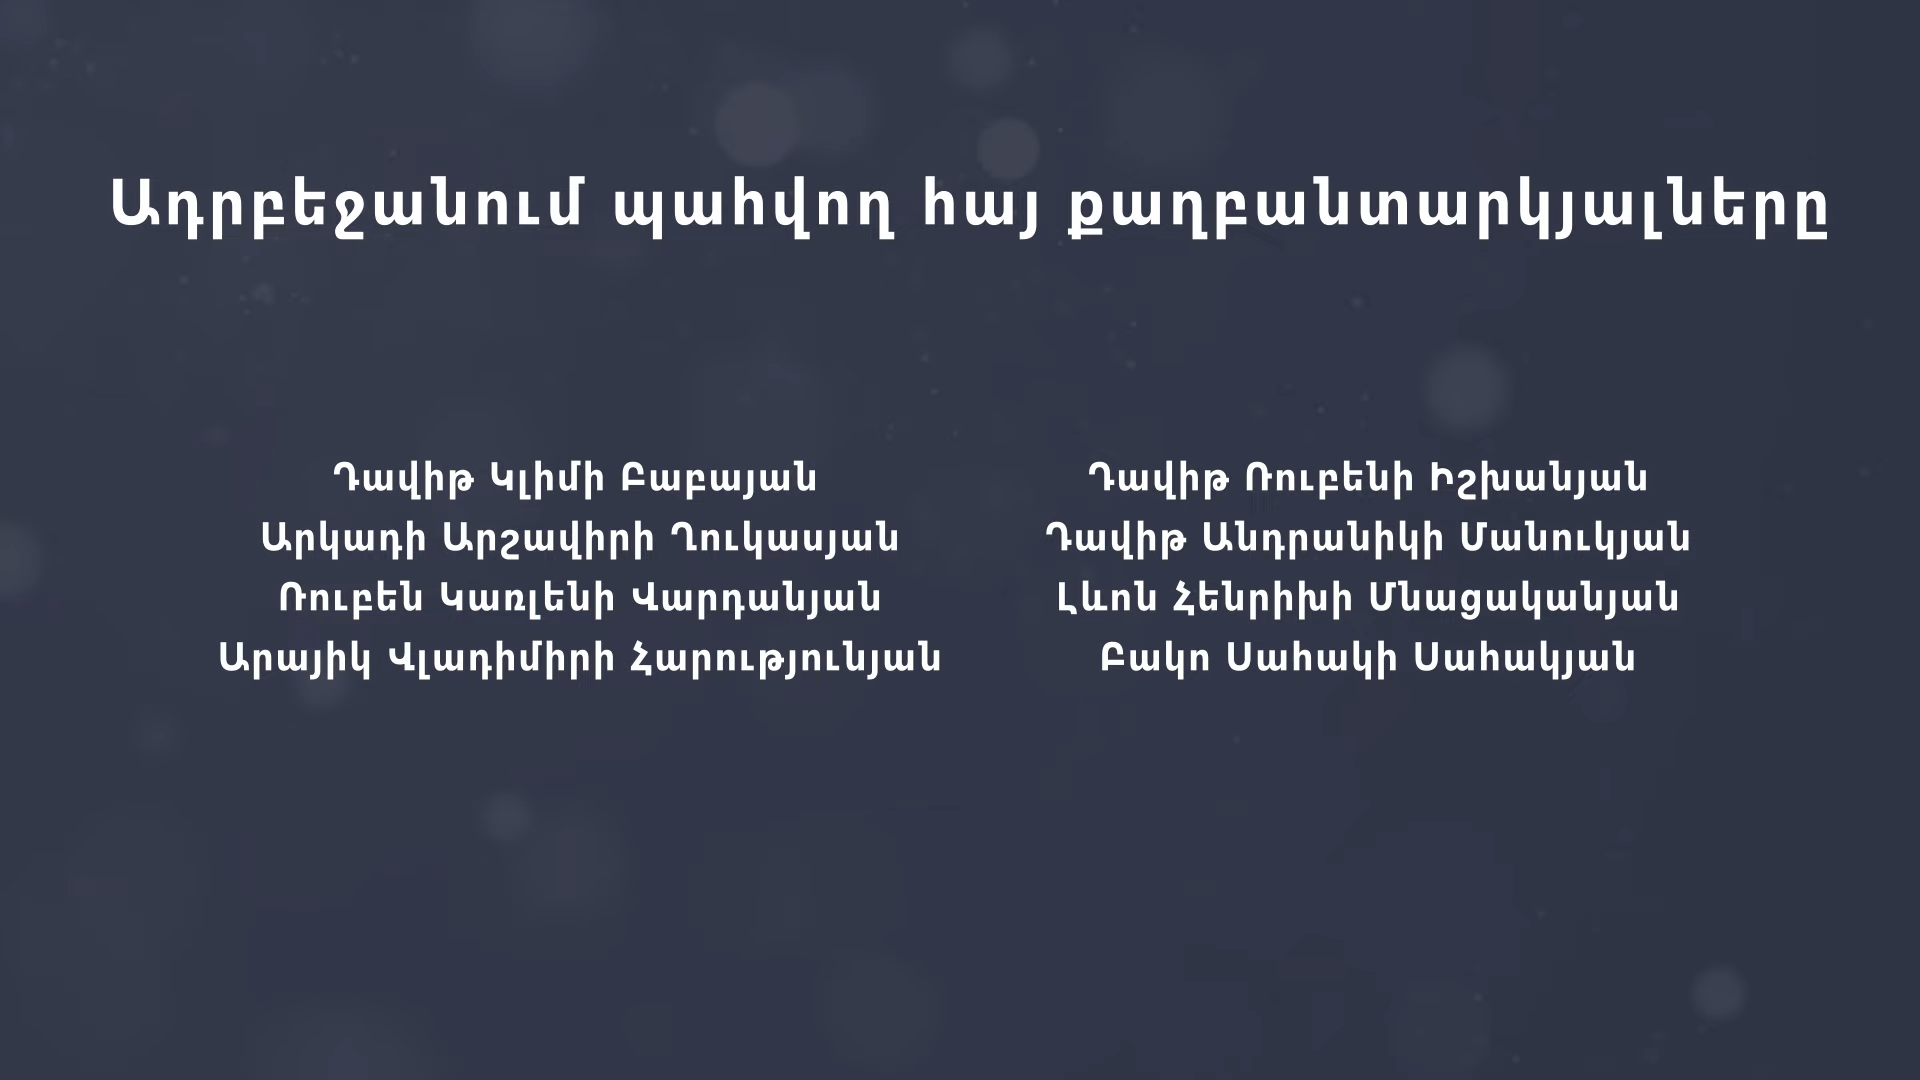 Ադրբեջանում պահվող հայ քաղբանտարկյալները
Դավիթ Կլիմի Բաբայան
Արկադի Արշավիրի Ղուկասյան
Ռուբեն Կառլենի Վարդանյան
Արայիկ Վլադիմիրի Հարությունյան
Դավիթ Ռուբենի Իշխանյան
Դավիթ Անդրանիկի Մանուկյան
Լևոն Հենրիխի Մնացականյան
Բակո Սահակի Սահակյան